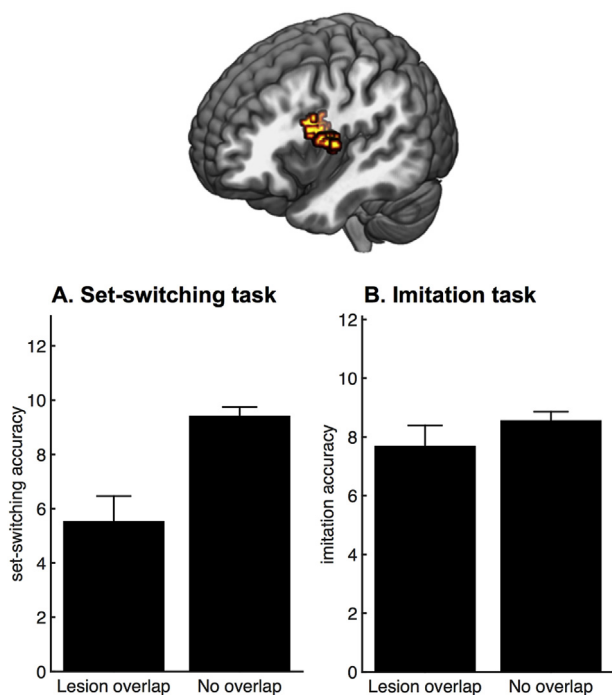 A. Set-switching task
set-switching accuracy
12
10
8
6
4
2
0
Lesion overlap No overlap
B. Imitation task
imitation accuracy
12
10
8
6
4
2
0
Lesion overlap No overlap